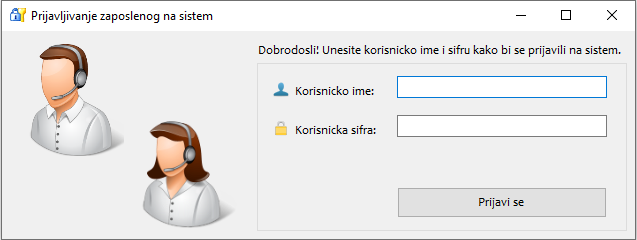 Prijavljivanje zaposlenog na sistem
Dobrodosli! Unesite korisnicko ime i sifru kako bi se prijavili na sistem.
Korisnicko ime:
Korisnicka sifra:
Prijavi se